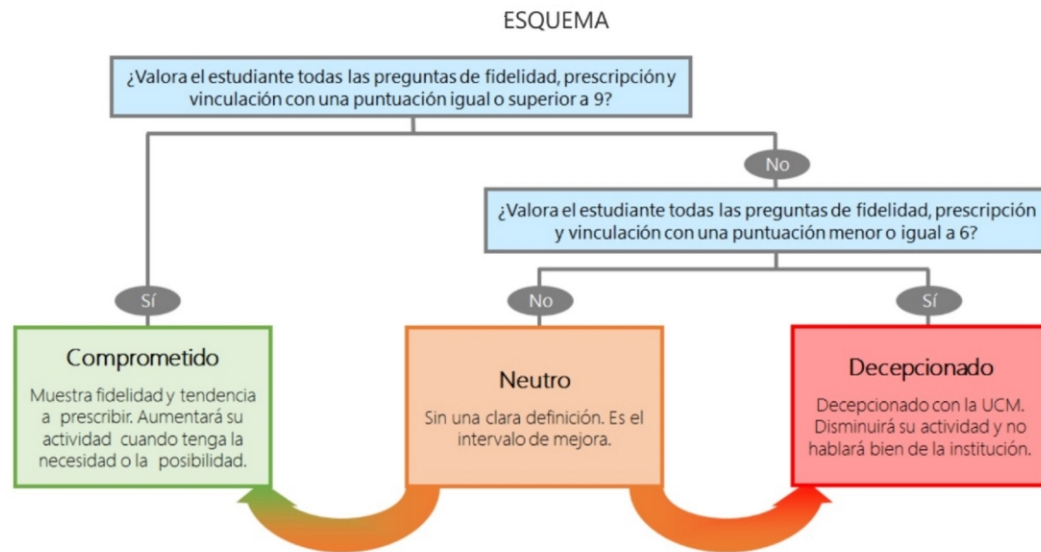 ESQUEMA
¿Valora el estudiante todas las preguntas de fidelidad, prescripción y
vinculación con una puntuación igual o superior a 9?
No
¿Valora el estudiante todas las preguntas de fidelidad, prescripción
y vinculación con una puntuación menor o igual a 6?
Sí
No
Sí
Comprometido
Muestra fidelidad y tendencia
a prescribir. Aumentará su
actividad cuando tenga la
necesidad o la posibilidad.
Neutro
Sin una clara definición. Es el
intervalo de mejora.
Decepcionado
Decepcionado con la UCM.
Disminuirá su actividad y no
hablará bien de la institución.